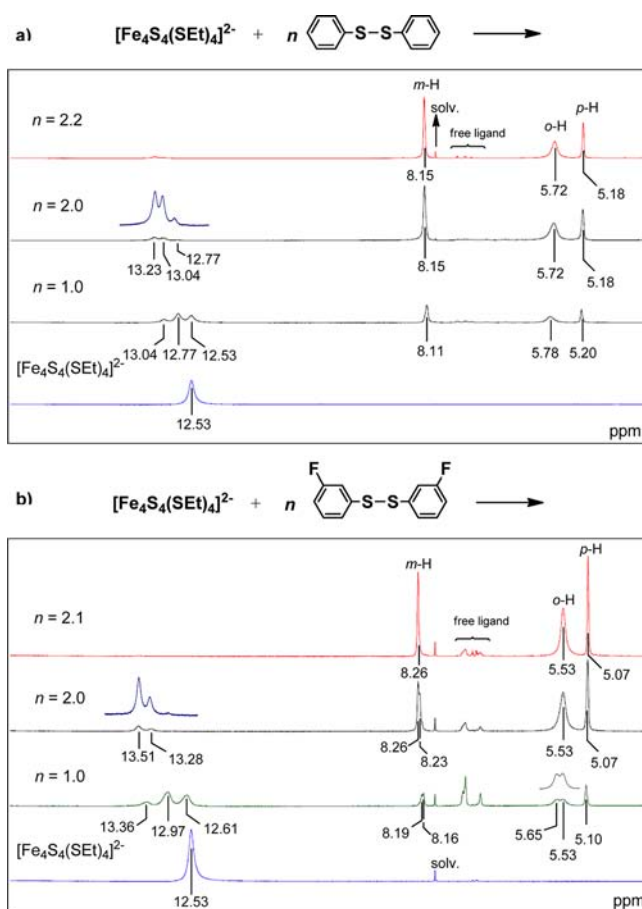 a) [Fe4S4(SEt)4]2- + n S–S
m-H
solv.
free ligand
o-H
p-H
n = 2.2
8.15
5.72
5.18
n = 2.0
13.23
13.04
12.77
8.15
5.72
5.18
n = 1.0
13.04 12.77 12.53
8.11
5.78
5.20
[Fe4S4(SEt)4]2-
12.53
ppm
F F
b) [Fe4S4(SEt)4]2- + n S–S
p-H
m-H
free ligand
o-H
n = 2.1
8.26
5.53
5.07
n = 2.0
13.51 13.28
8.26 8.23
5.53
5.07
n = 1.0
13.36 12.97 12.61
8.19 8.16
5.65 5.53
5.10
[Fe4S4(SEt)4]2-
solv.
12.53
ppm